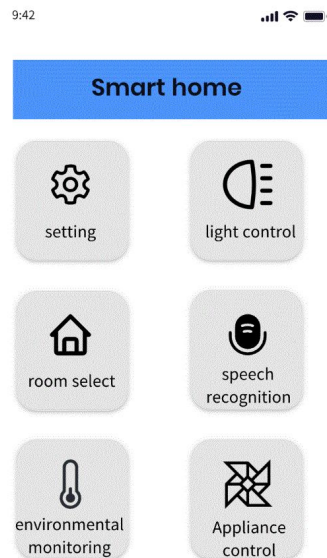 9:42
Smart home
setting
light control
room select
speech
recognition
environmental
monitoring
Appliance
control